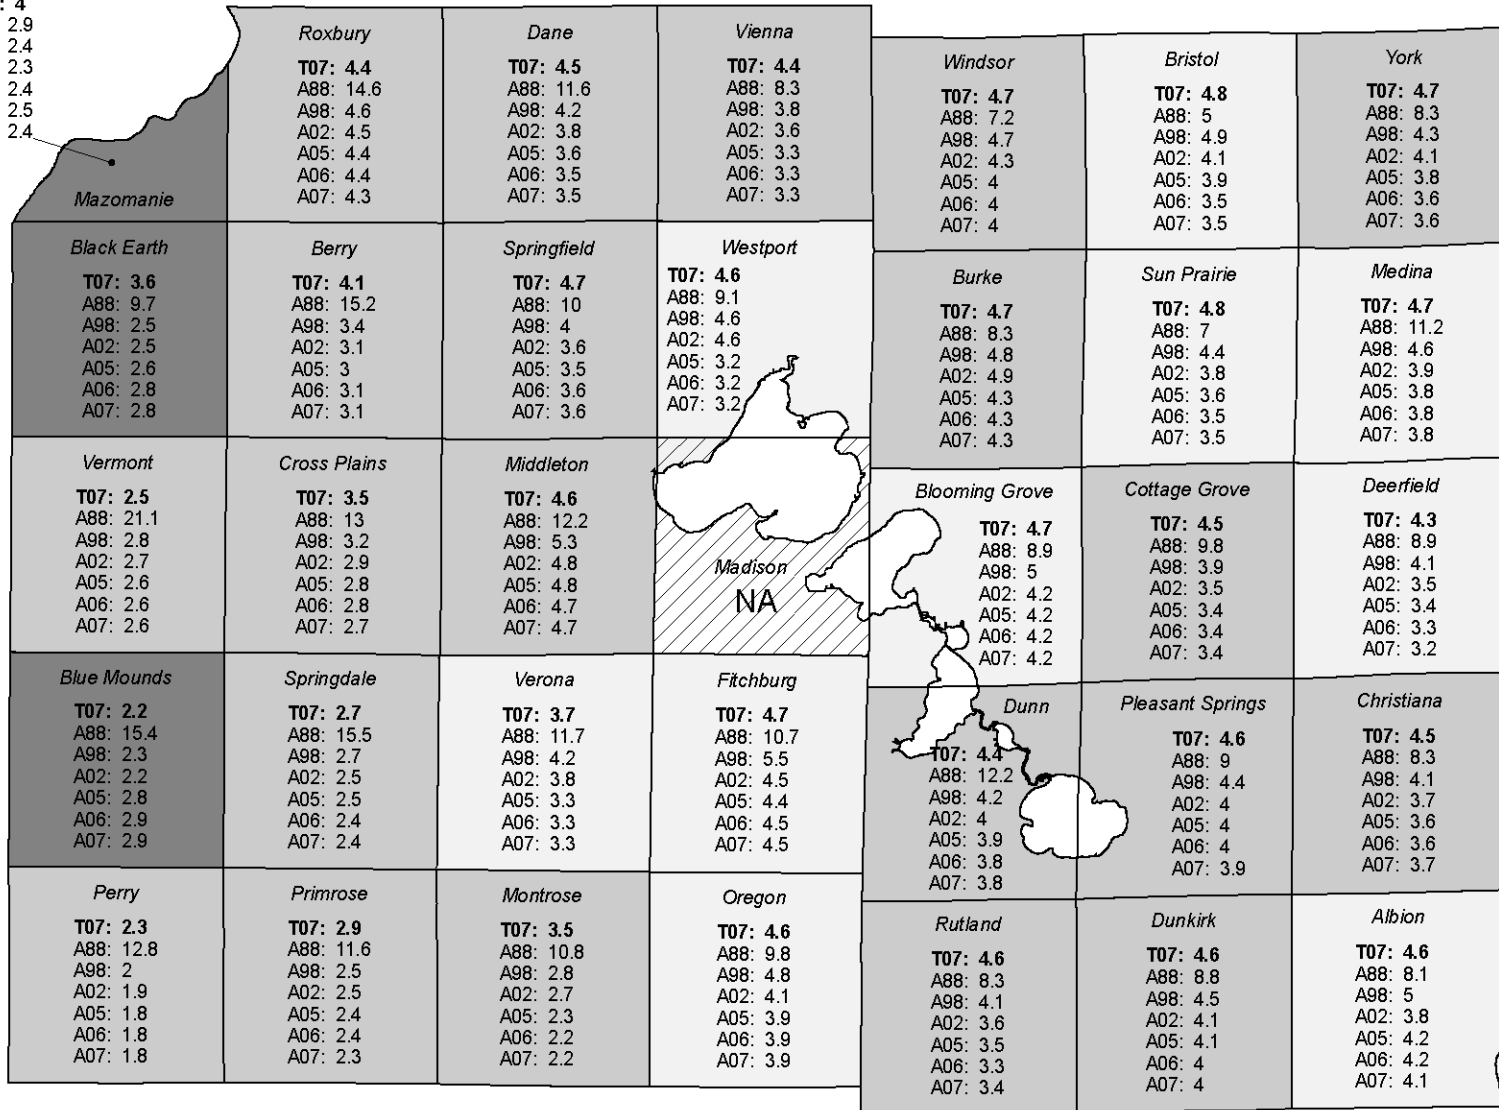 : 4
2.9
2.4
2.3
2.4
2.5
2.4
Mazomanie
Roxbury
T07: 4.4
A88: 14.6
A98: 4.6
A02: 4.5
A05: 4.4
A06: 4.4
A07: 4.3
Dane
T07: 4.5
A88: 11.6
A98: 4.2
A02: 3.8
A05: 3.6
A06: 3.5
A07: 3.5
Vienna
T07: 4.4
A88: 8.3
A98: 3.8
A02: 3.6
A05: 3.3
A06: 3.3
A07: 3.3
Windsor
T07: 4.7
A88: 7.2
A98: 4.7
A02: 4.3
A05: 4
A06: 4
A07: 4
Bristol
T07: 4.8
A88: 5
A98: 4.9
A02: 4.1
A05: 3.9
A06: 3.5
A07: 3.5
York
T07: 4.7
A88: 8.3
A98: 4.3
A02: 4.1
A05: 3.8
A06: 3.6
A07: 3.6
Black Earth
T07: 3.6
A88: 9.7
A98: 2.5
A02: 2.5
A05: 2.6
A06: 2.8
A07: 2.8
Berry
T07: 4.1
A88: 15.2
A98: 3.4
A02: 3.1
A05: 3
A06: 3.1
A07: 3.1
Springfield
T07: 4.7
A88: 10
A98: 4
A02: 3.6
A05: 3.5
A06: 3.6
A07: 3.6
Westport
T07: 4.6
A88: 9.1
A98: 4.6
A02: 4.6
A05: 3.2
A06: 3.2
A07: 3.2
Burke
T07: 4.7
A88: 8.3
A98: 4.8
A02: 4.9
A05: 4.3
A06: 4.3
A07: 4.3
Sun Prairie
T07: 4.8
A88: 7
A98: 4.4
A02: 3.8
A05: 3.6
A06: 3.5
A07: 3.5
Medina
T07: 4.7
A88: 11.2
A98: 4.6
A02: 3.9
A05: 3.8
A06: 3.8
A07: 3.8
Vermont
T07: 2.5
A88: 21.1
A98: 2.8
A02: 2.7
A05: 2.6
A06: 2.6
A07: 2.6
Cross Plains
T07: 3.5
A88: 13
A98: 3.2
A02: 2.9
A05: 2.8
A06: 2.8
A07: 2.7
Middleton
T07: 4.6
A88: 12.2
A98: 5.3
A02: 4.8
A05: 4.8
A06: 4.7
A07: 4.7
Madison
NA
Blooming Grove
T07: 4.7
A88: 8.9
A98: 5
A02: 4.2
A05: 4.2
A06: 4.2
A07: 4.2
Cottage Grove
T07: 4.5
A88: 9.8
A98: 3.9
A02: 3.5
A05: 3.4
A06: 3.4
A07: 3.4
Deerfield
T07: 4.3
A88: 8.9
A98: 4.1
A02: 3.5
A05: 3.4
A06: 3.3
A07: 3.2
Blue Mounds
T07: 2.2
A88: 15.4
A98: 2.3
A02: 2.2
A05: 2.8
A06: 2.9
A07: 2.9
Springdale
T07: 2.7
A88: 15.5
A98: 2.7
A02: 2.5
A05: 2.5
A06: 2.4
A07: 2.4
Verona
T07: 3.7
A88: 11.7
A98: 4.2
A02: 3.8
A05: 3.3
A06: 3.3
A07: 3.3
Fitchburg
T07: 4.7
A88: 10.7
A98: 5.5
A02: 4.5
A05: 4.4
A06: 4.5
A07: 4.5
Dunn
T07: 4.4
A88: 12.2
A98: 4.2
A02: 4
A05: 3.9
A06: 3.8
A07: 3.8
Pleasant Springs
T07: 4.6
A88: 9
A98: 4.4
A02: 4
A05: 4
A06: 4
A07: 3.9
Christiana
T07: 4.5
A88: 8.3
A98: 4.1
A02: 3.7
A05: 3.6
A06: 3.6
A07: 3.7
Perry
T07: 2.3
A88: 12.8
A98: 2
A02: 1.9
A05: 1.8
A06: 1.8
A07: 1.8
Primrose
T07: 2.9
A88: 11.6
A98: 2.5
A02: 2.5
A05: 2.4
A06: 2.4
A07: 2.3
Montrose
T07: 3.5
A88: 10.8
A98: 2.8
A02: 2.7
A05: 2.3
A06: 2.2
A07: 2.2
Oregon
T07: 4.6
A88: 9.8
A98: 4.8
A02: 4.1
A05: 3.9
A06: 3.9
A07: 3.9
Rutland
T07: 4.6
A88: 8.3
A98: 4.1
A02: 3.6
A05: 3.5
A06: 3.3
A07: 3.4
Dunkirk
T07: 4.6
A88: 8.8
A98: 4.5
A02: 4.1
A05: 4.1
A06: 4
A07: 4
Albion
T07: 4.6
A88: 8.1
A98: 5
A02: 3.8
A05: 4.2
A06: 4.2
A07: 4.1